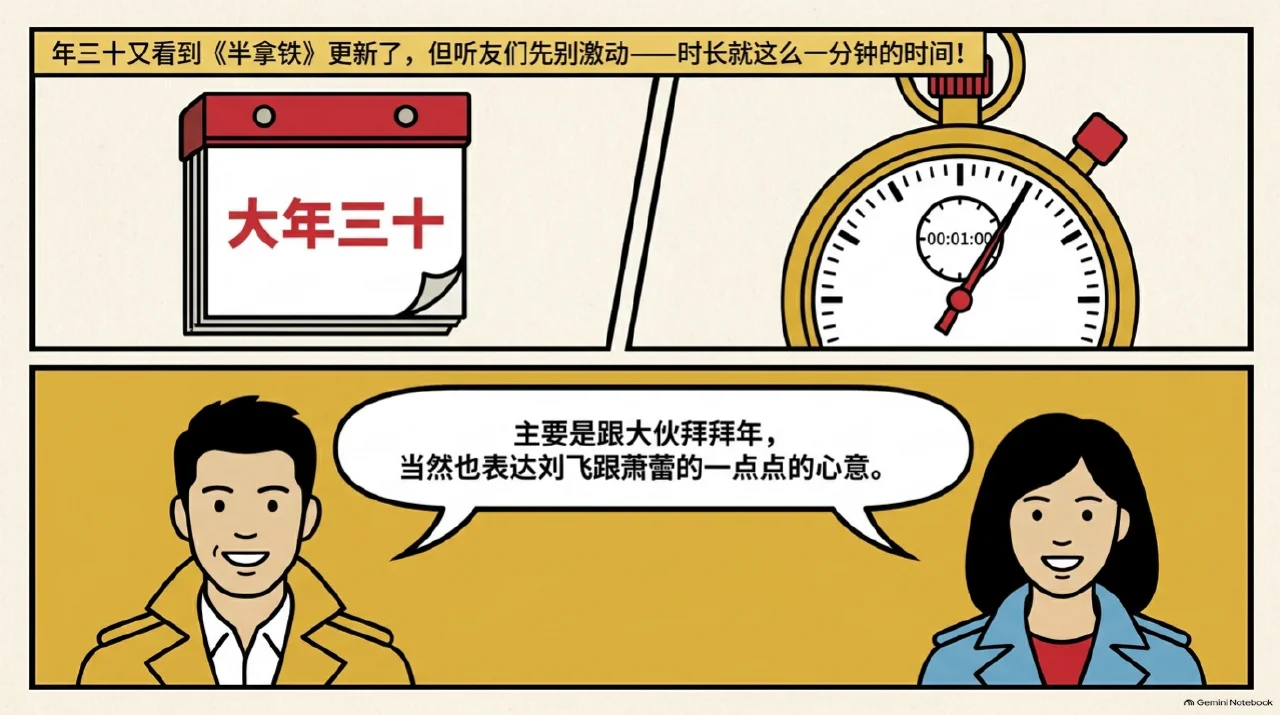 年三十又看到《半拿铁》更新了，但听友们先别激动——时长就这么一分钟的时间！
大年三十
00:01:00
主要是跟大伙拜拜年，
当然也表达刘飞跟萧蕾的一点点的心意。
Gemini Notebook